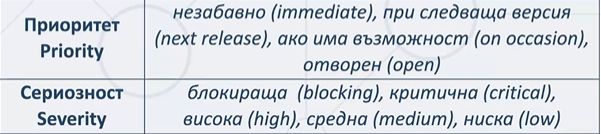 Приоритет
Priority
незабавно (immediate), при следваща версия
(next release), ако има възможност (on occasion),
отворен (open)
Сериозност
Severity
блокираща (blocking), критична (critical),
висока (high), средна (medium), ниска (low)